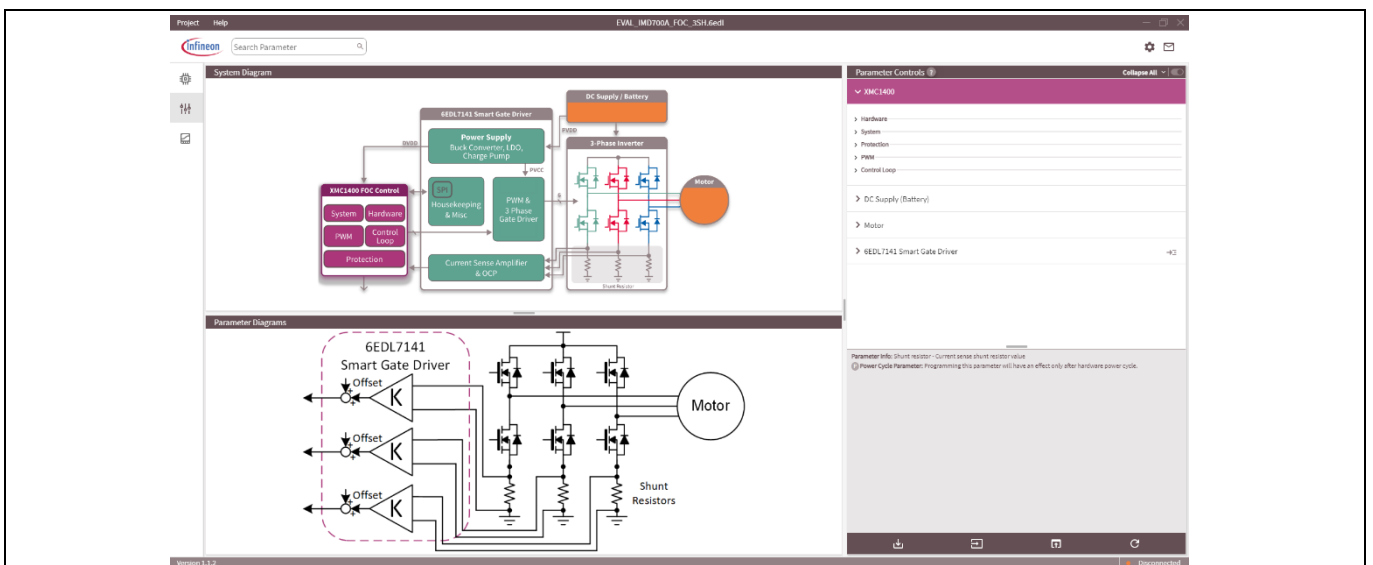 Project Help EVAL_IMD700A_FOC_3SH.6edl
infineon Search Parameter
System Diagram
DC Supply / Battery
6EDL7141 Smart Gate Driver
Power Supply
Buck Converter, LDO,
Charge Pump
DVDD
PVDD
3-Phase Inverter
PVCC
XMC1400 FOC Control
System Hardware
PWM Control
Loop
Protection
SPI
Housekeeping
& Misc
PWM &
3 Phase
Gate Driver
Motor
Current Sense Amplifier
& OCP
Shunt Resistor
Parameter Diagrams
6EDL7141
Smart Gate Driver
Offset
K
Offset
K
Offset
K
Motor
Shunt
Resistors
Parameter Controls Collapse All
XMC1400
Hardware
System
Protection
PWM
Control Loop
DC Supply (Battery)
Motor
6EDL7141 Smart Gate Driver
Parameter Info: Shunt resistor - Current sense shunt resistor value
Power Cycle Parameter: Programming this parameter will have an effect only after hardware power cycle.
Version 1.1.2 Disconnected